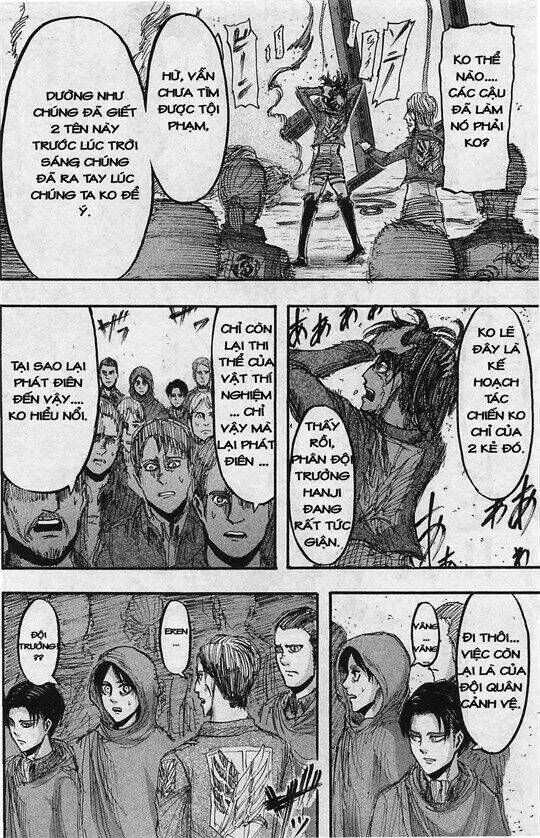 KO THỂ
NÀO....
CÁC CẬU
ĐÃ LÀM
NÓ PHẢI
KO?
HỪ, VẪN
CHƯA TÌM
ĐƯỢC TỘI
PHẠM,
DƯỜNG NHƯ
CHÚNG ĐÃ GIẾT
2 TÊN NÀY
TRƯỚC LÚC TRỜI
SÁNG CHÚNG
ĐÃ RA TAY LÚC
CHÚNG TA KO ĐỂ
Ý.
KO LẼ
ĐÂY LÀ
KẾ
HOẠCH
TÁC
CHIẾN KO
CHỈ CỦA
2 KẺ ĐÓ.
THẤY
RỒI,
PHÂN ĐỘI
TRƯỞNG
HANJI
ĐANG
RẤT TỨC
GIẬN.
CHỈ CÒN
LẠI THI
THỂ CỦA
VẬT THÍ
NGHIỆM
... CHỈ
VẬY MÀ
LẠI PHÁT
ĐIÊN ...
TẠI SAO LẠI
PHÁT ĐIÊN
ĐẾN VẬY....
KO HIỂU NỔI.
VÂNG
...
VÂNG
ĐI THÔI...
VIỆC CÒN
LẠI LÀ CỦA
ĐỘI QUÂN
CẢNH VỆ.
EREN
...
ĐỘI
TRƯỞNG!
??